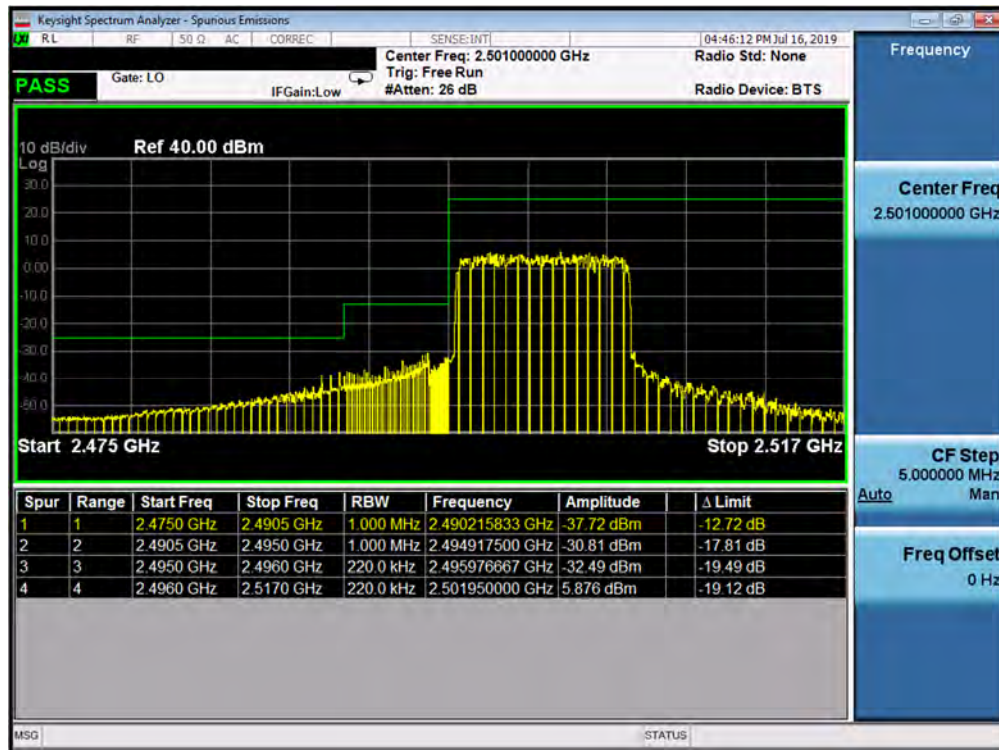 Keysight Spectrum Analyzer - Spurious Emissions
LXI RL RF 50 Ω AC CORREC SENSE:INT 04:46:12 PM Jul 16, 2019
Center Freq: 2.501000000 GHz Radio Std: None
PASS Gate: LO Trig: Free Run
IFGain:Low #Atten: 26 dB Radio Device: BTS
10 dB/div Ref 40.00 dBm
Log
30.0
20.0
10.0
0.00
-10.0
-20.0
-30.0
-40.0
-50.0
Start 2.475 GHz Stop 2.517 GHz
Spur Range Start Freq Stop Freq RBW Frequency Amplitude Δ Limit
1 1 2.4750 GHz 2.4905 GHz 1.000 MHz 2.490215833 GHz -37.72 dBm -12.72 dB
2 2 2.4905 GHz 2.4950 GHz 1.000 MHz 2.494917500 GHz -30.81 dBm -17.81 dB
3 3 2.4950 GHz 2.4960 GHz 220.0 kHz 2.495976667 GHz -32.49 dBm -19.49 dB
4 4 2.4960 GHz 2.5170 GHz 220.0 kHz 2.501950000 GHz 5.876 dBm -19.12 dB
Frequency
Center Freq
2.501000000 GHz
CF Step
5.000000 MHz
Auto Man
Freq Offset
0 Hz
MSG STATUS